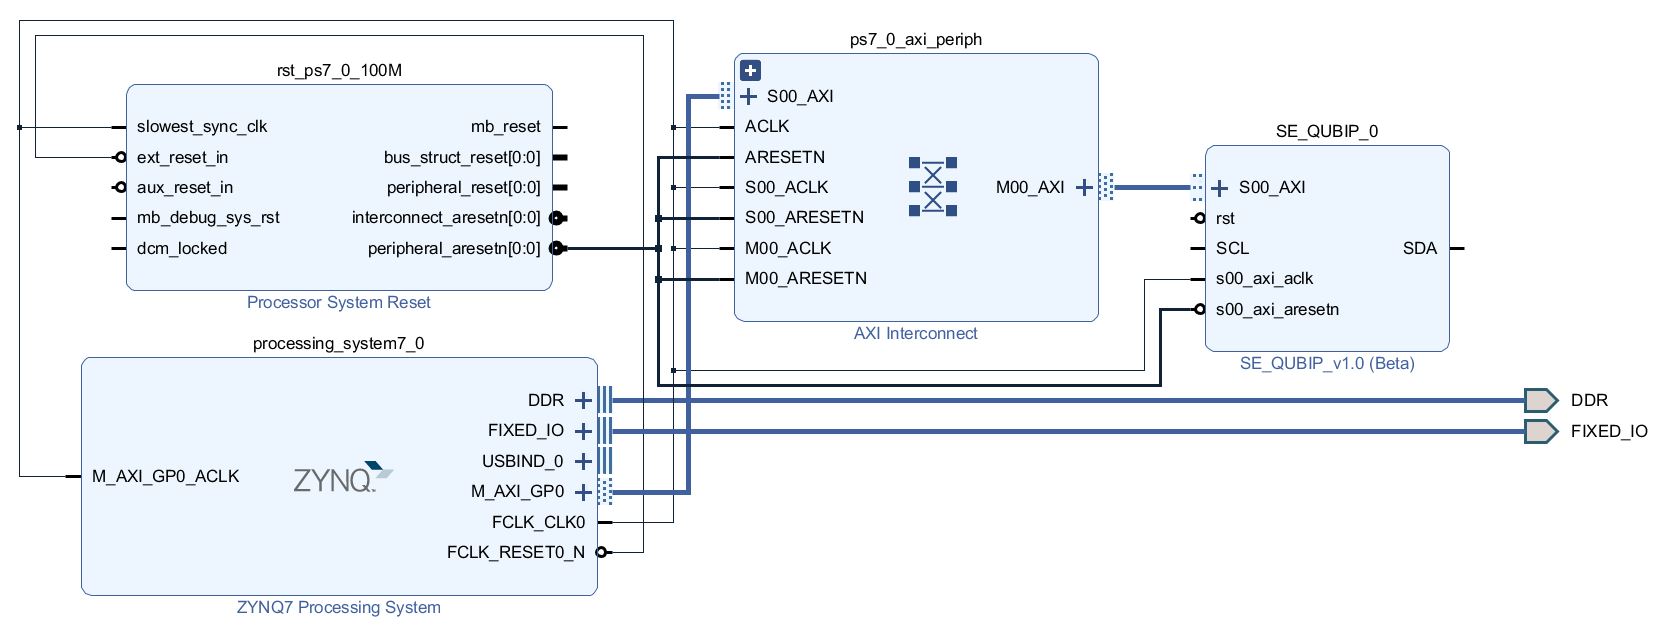 rst_ps7_0_100M
slowest_sync_clk
ext_reset_in
aux_reset_in
mb_debug_sys_rst
dcm_locked
mb_reset
bus_struct_reset[0:0]
peripheral_reset[0:0]
interconnect_aresetn[0:0]
peripheral_aresetn[0:0]
Processor System Reset
ps7_0_axi_periph
S00_AXI
ACLK
ARESETN
S00_ACLK
S00_ARESETN
M00_ACLK
M00_ARESETN
M00_AXI
AXI Interconnect
SE_QUBIP_0
S00_AXI
rst
SCL
s00_axi_aclk
s00_axi_aresetn
SDA
SE_QUBIP_v1.0 (Beta)
processing_system7_0
M_AXI_GP0_ACLK
ZYNQ
DDR
FIXED_IO
USBIND_0
M_AXI_GP0
FCLK_CLK0
FCLK_RESET0_N
ZYNQ7 Processing System
DDR
FIXED_IO